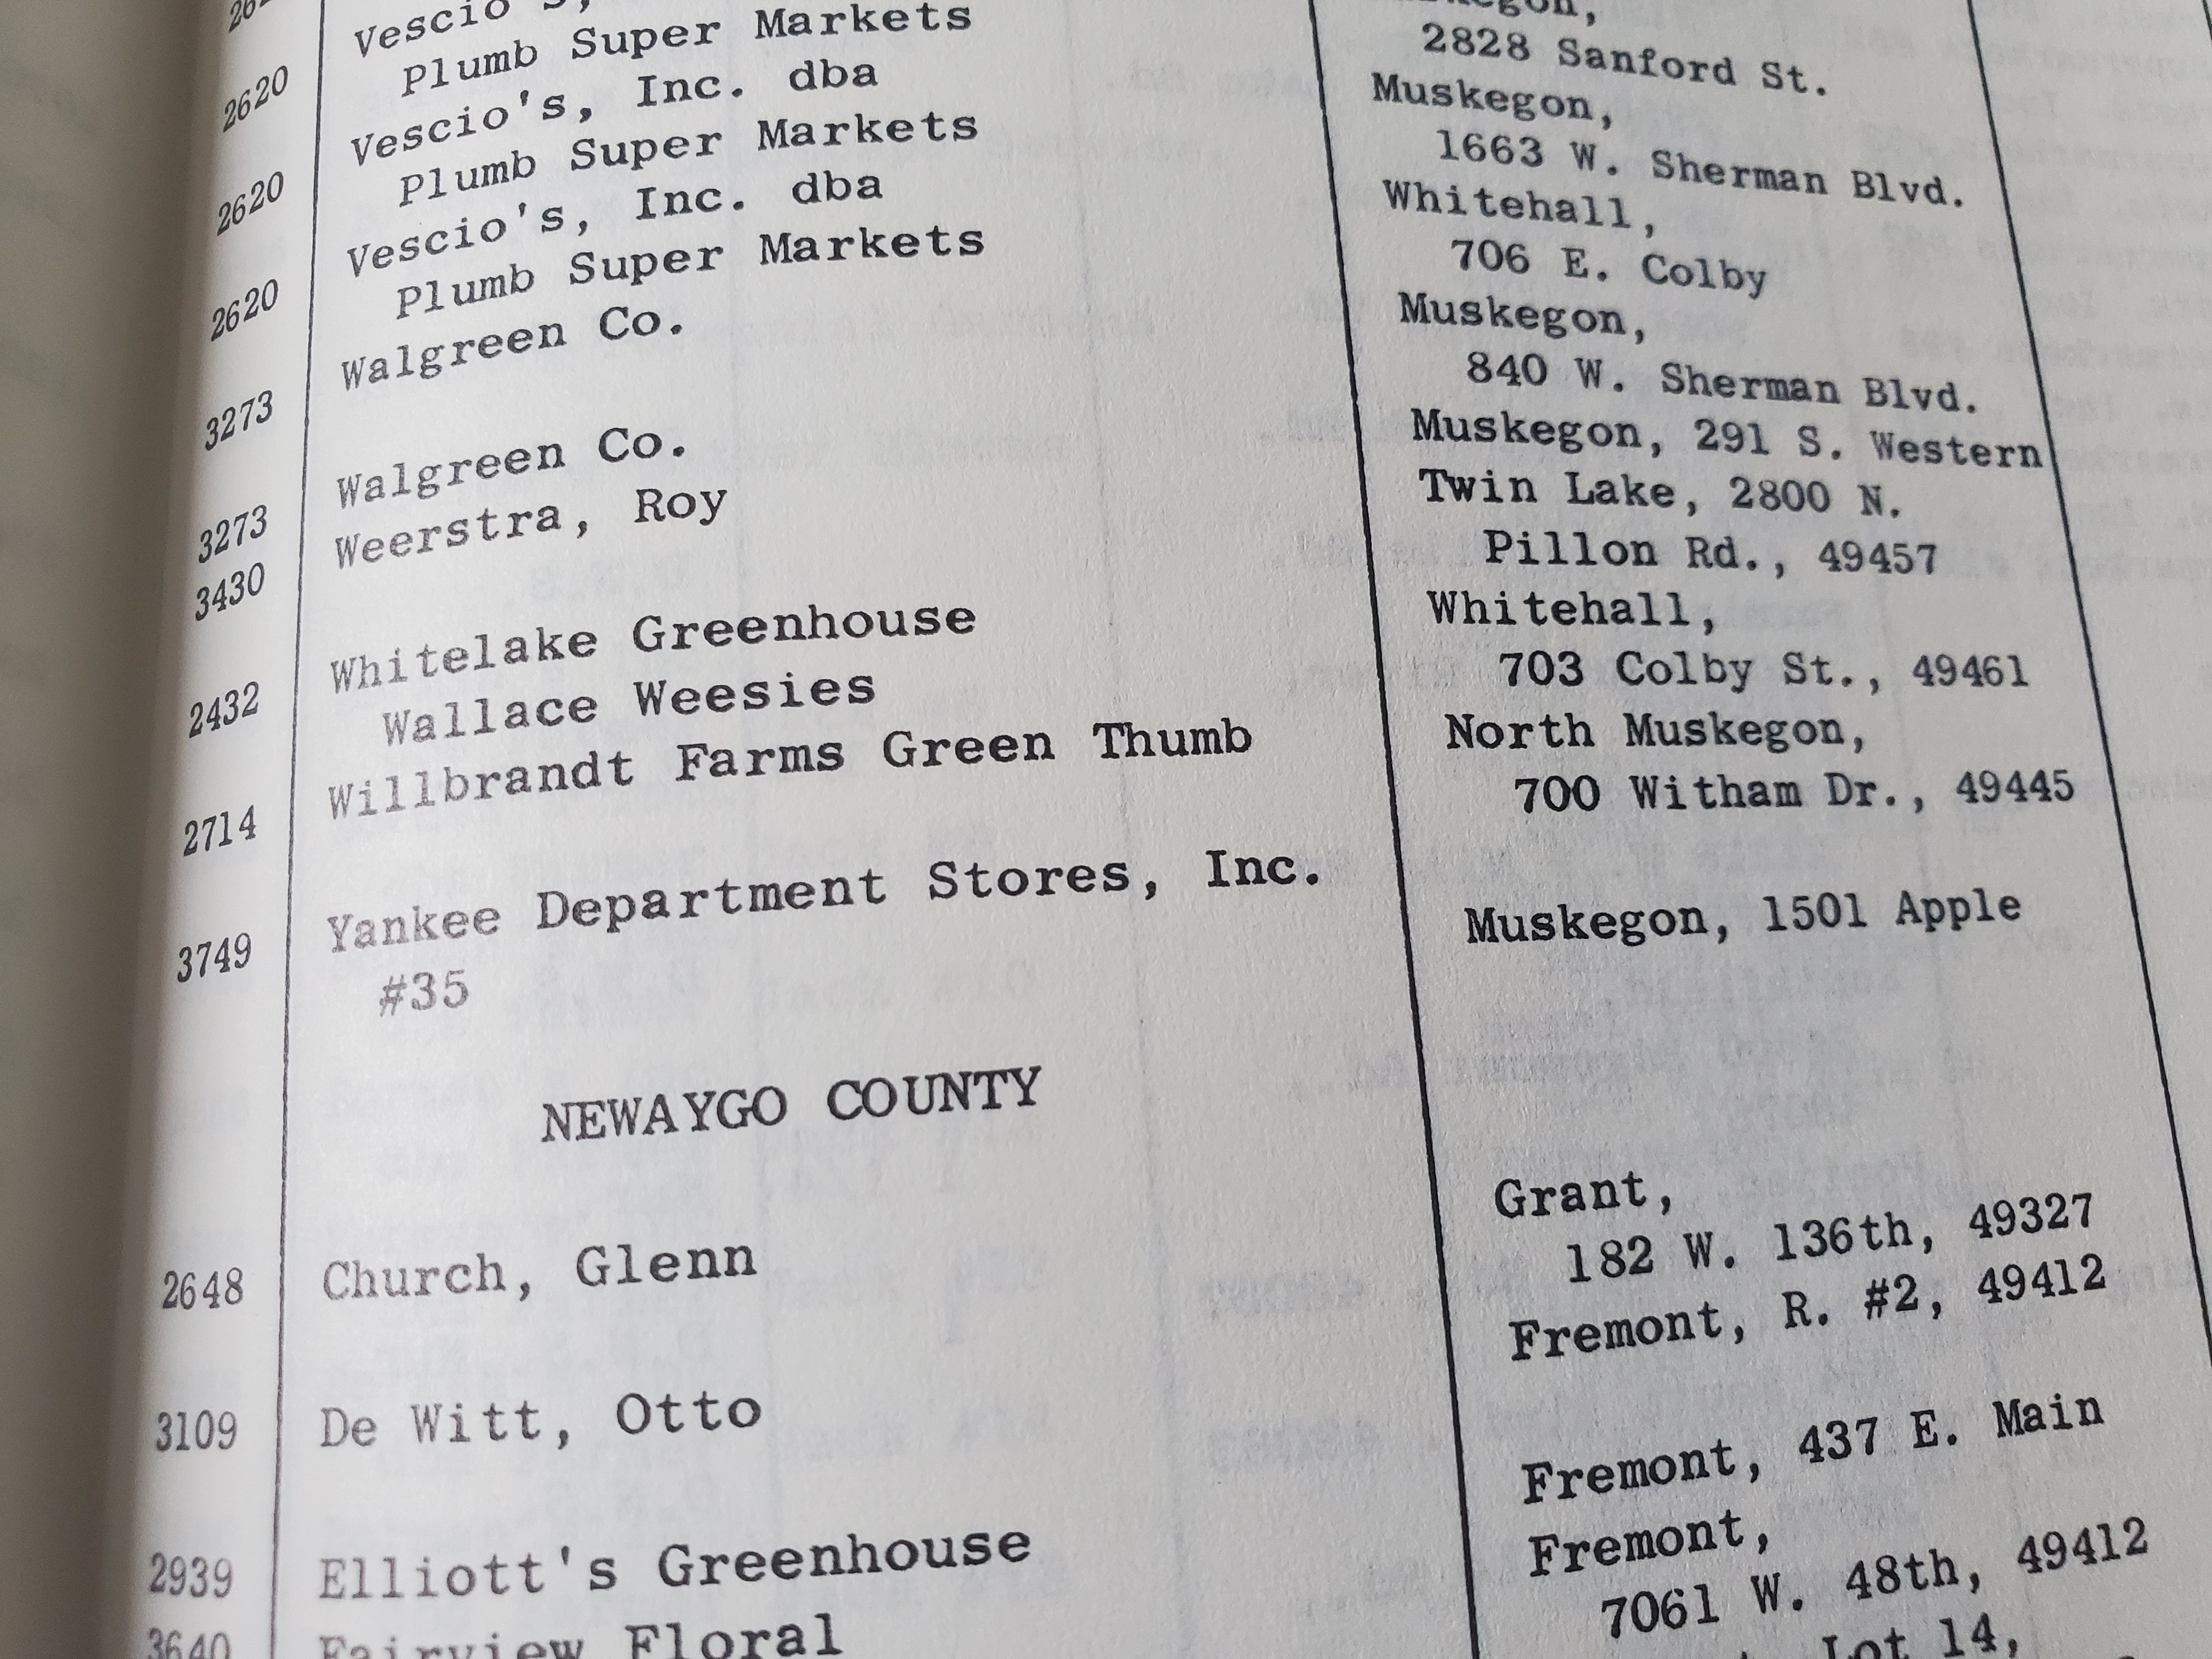 2620 Vescio's,
Plumb Super Markets 2828 Sanford St.
2620 Vescio's, Inc. dba Muskegon,
Plumb Super Markets 1663 W. Sherman Blvd.
2620 Vescio's, Inc. dba Whitehall,
Plumb Super Markets 706 E. Colby
3273 Walgreen Co. Muskegon,
840 W. Sherman Blvd.
3273 Walgreen Co. Muskegon, 291 S. Western
3430 Weerstra, Roy Twin Lake, 2800 N.
Pillon Rd., 49457
2432 Whitelake Greenhouse Whitehall,
Wallace Weesies 703 Colby St., 49461
2714 Willbrandt Farms Green Thumb North Muskegon,
700 Witham Dr., 49445
3749 Yankee Department Stores, Inc. Muskegon, 1501 Apple
#35
NEWAYGO COUNTY
2648 Church, Glenn Grant,
182 W. 136th, 49327
3109 De Witt, Otto Fremont, R. #2, 49412
2939 Elliott's Greenhouse Fremont, 437 E. Main
3640 Fairview Floral Fremont,
7061 W. 48th, 49412
Lot 14,